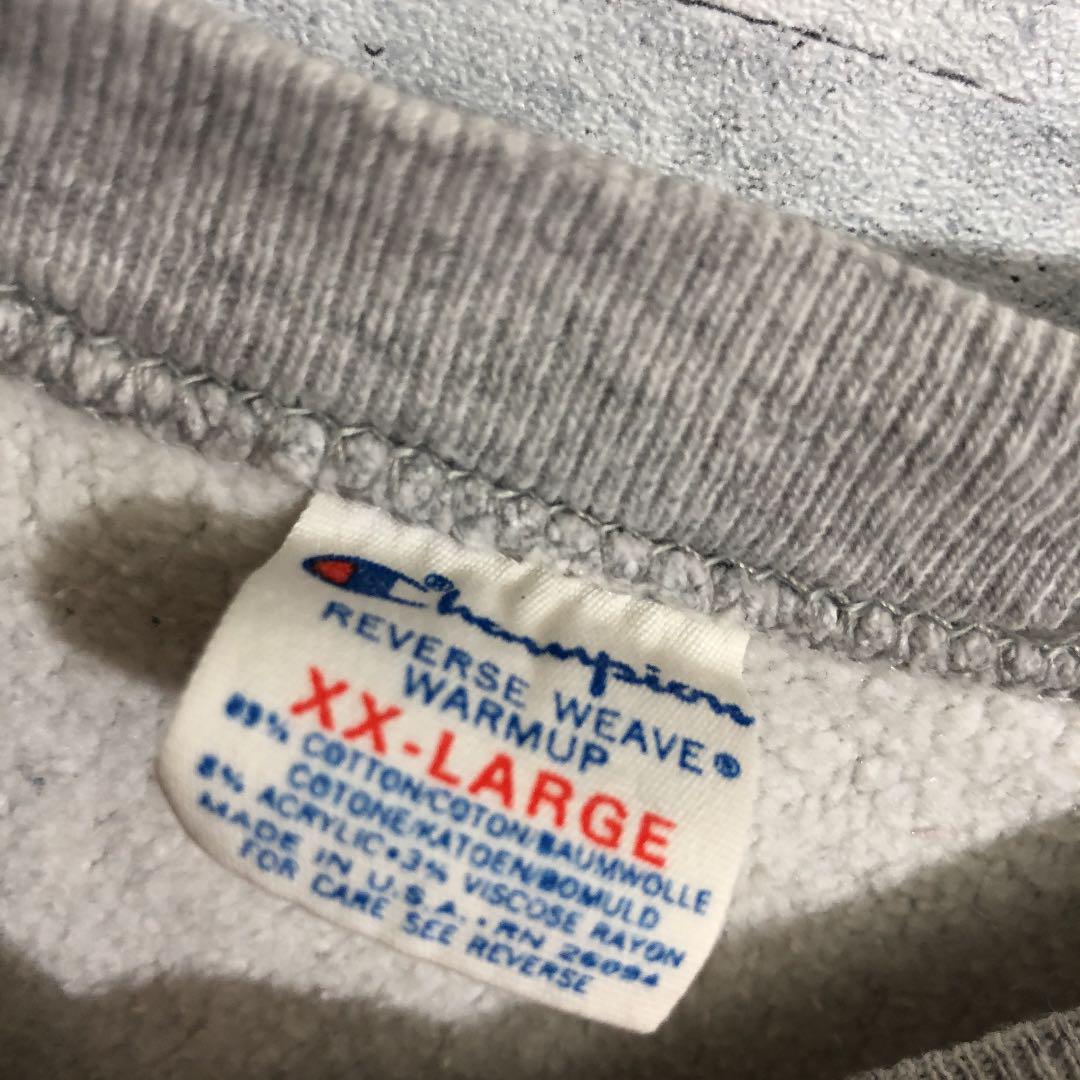 Champion®
REVERSE WEAVE®
WARMUP
XX-LARGE
89% COTTON/COTON/BAUMWOLLE
COTONE/KATOEN/BOMULD
8% ACRYLIC•3% VISCOSE RAYON
MADE IN U.S.A.•RN 26094
FOR CARE SEE REVERSE